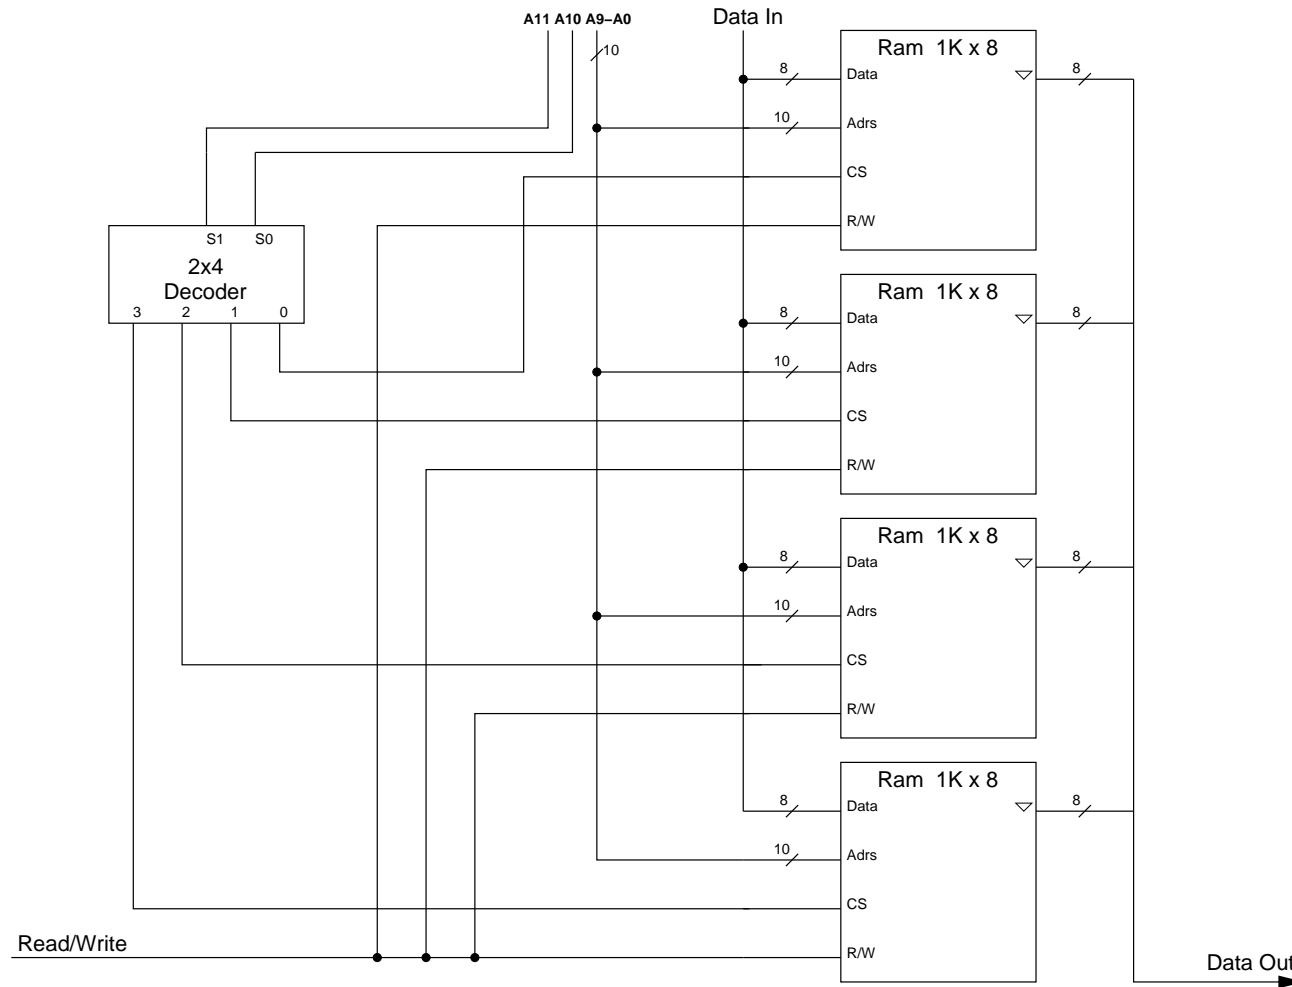 A11 A10 A9–A0
Data In
10
Ram 1K x 8
8
Data
8
10
Adrs
CS
R/W
S1 S0
2x4
Decoder
3 2 1 0
Ram 1K x 8
8
Data
8
10
Adrs
CS
R/W
Ram 1K x 8
8
Data
8
10
Adrs
CS
R/W
Ram 1K x 8
8
Data
8
10
Adrs
CS
R/W
Read/Write
Data Out